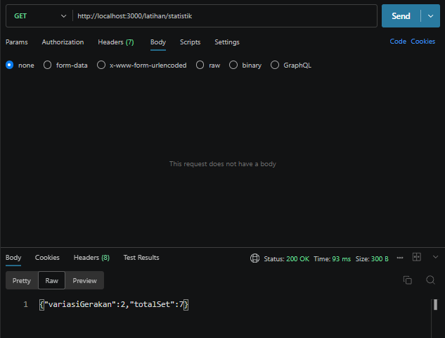 GET http://localhost:3000/latihan/statistik Send
Params Authorization Headers (7) Body Scripts Settings Code Cookies
none form-data x-www-form-urlencoded raw binary GraphQL
This request does not have a body
Body Cookies Headers (8) Test Results Status: 200 OK Time: 93 ms Size: 300 B
Pretty Raw Preview
1 {"variasiGerakan":2,"totalSet":7}